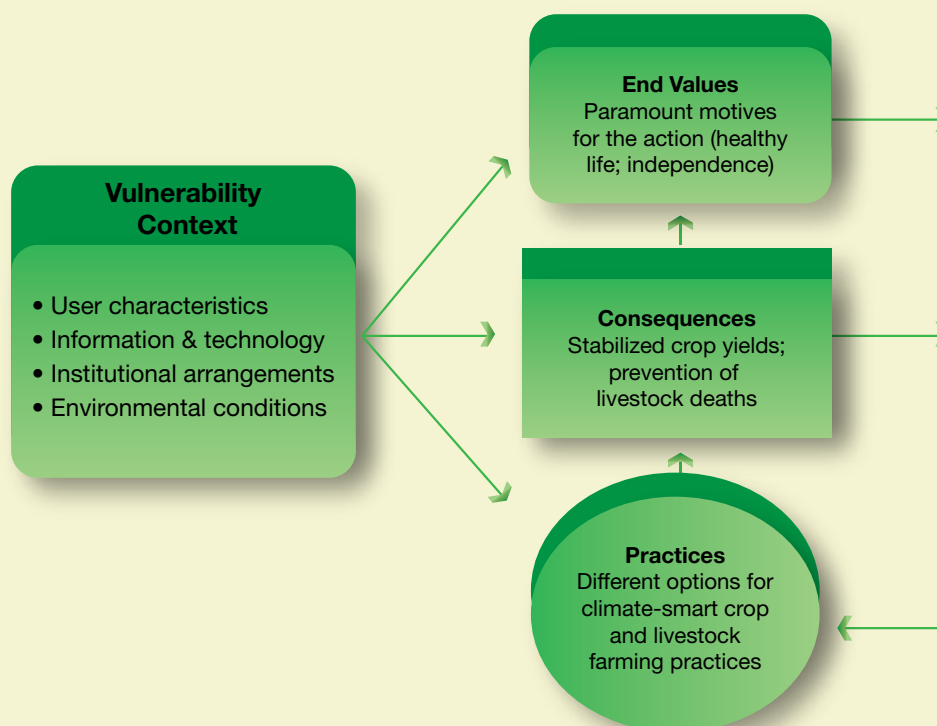 Vulnerability
Context
• User characteristics
• Information & technology
• Institutional arrangements
• Environmental conditions
End Values
Paramount motives
for the action (healthy
life; independence)
Consequences
Stabilized crop yields;
prevention of
livestock deaths
Practices
Different options for
climate-smart crop
and livestock
farming practices